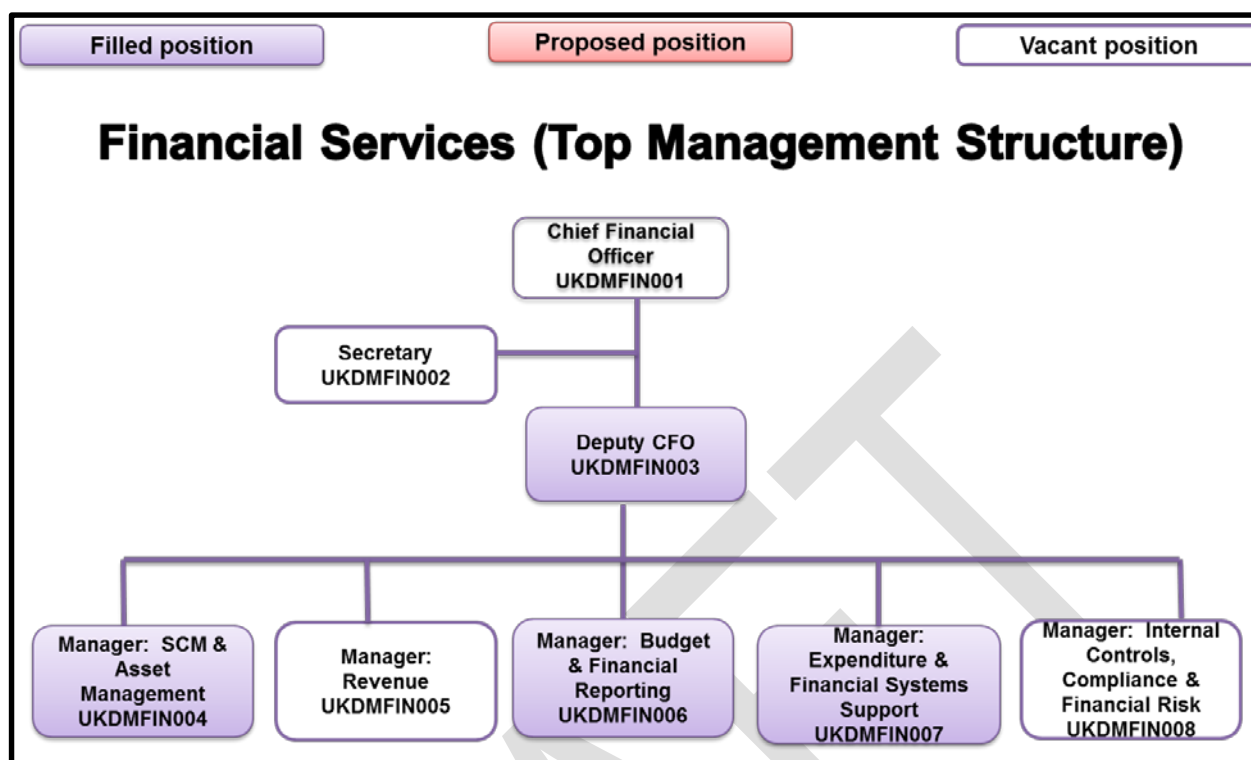 Filled position
Proposed position
Vacant position
Financial Services (Top Management Structure)
Chief Financial
Officer
UKDMFIN001
Secretary
UKDMFIN002
Deputy CFO
UKDMFIN003
Manager: SCM &
Asset
Management
UKDMFIN004
Manager:
Revenue
UKDMFIN005
Manager: Budget
& Financial
Reporting
UKDMFIN006
Manager:
Expenditure &
Financial Systems
Support
UKDMFIN007
Manager: Internal
Controls,
Compliance &
Financial Risk
UKDMFIN008